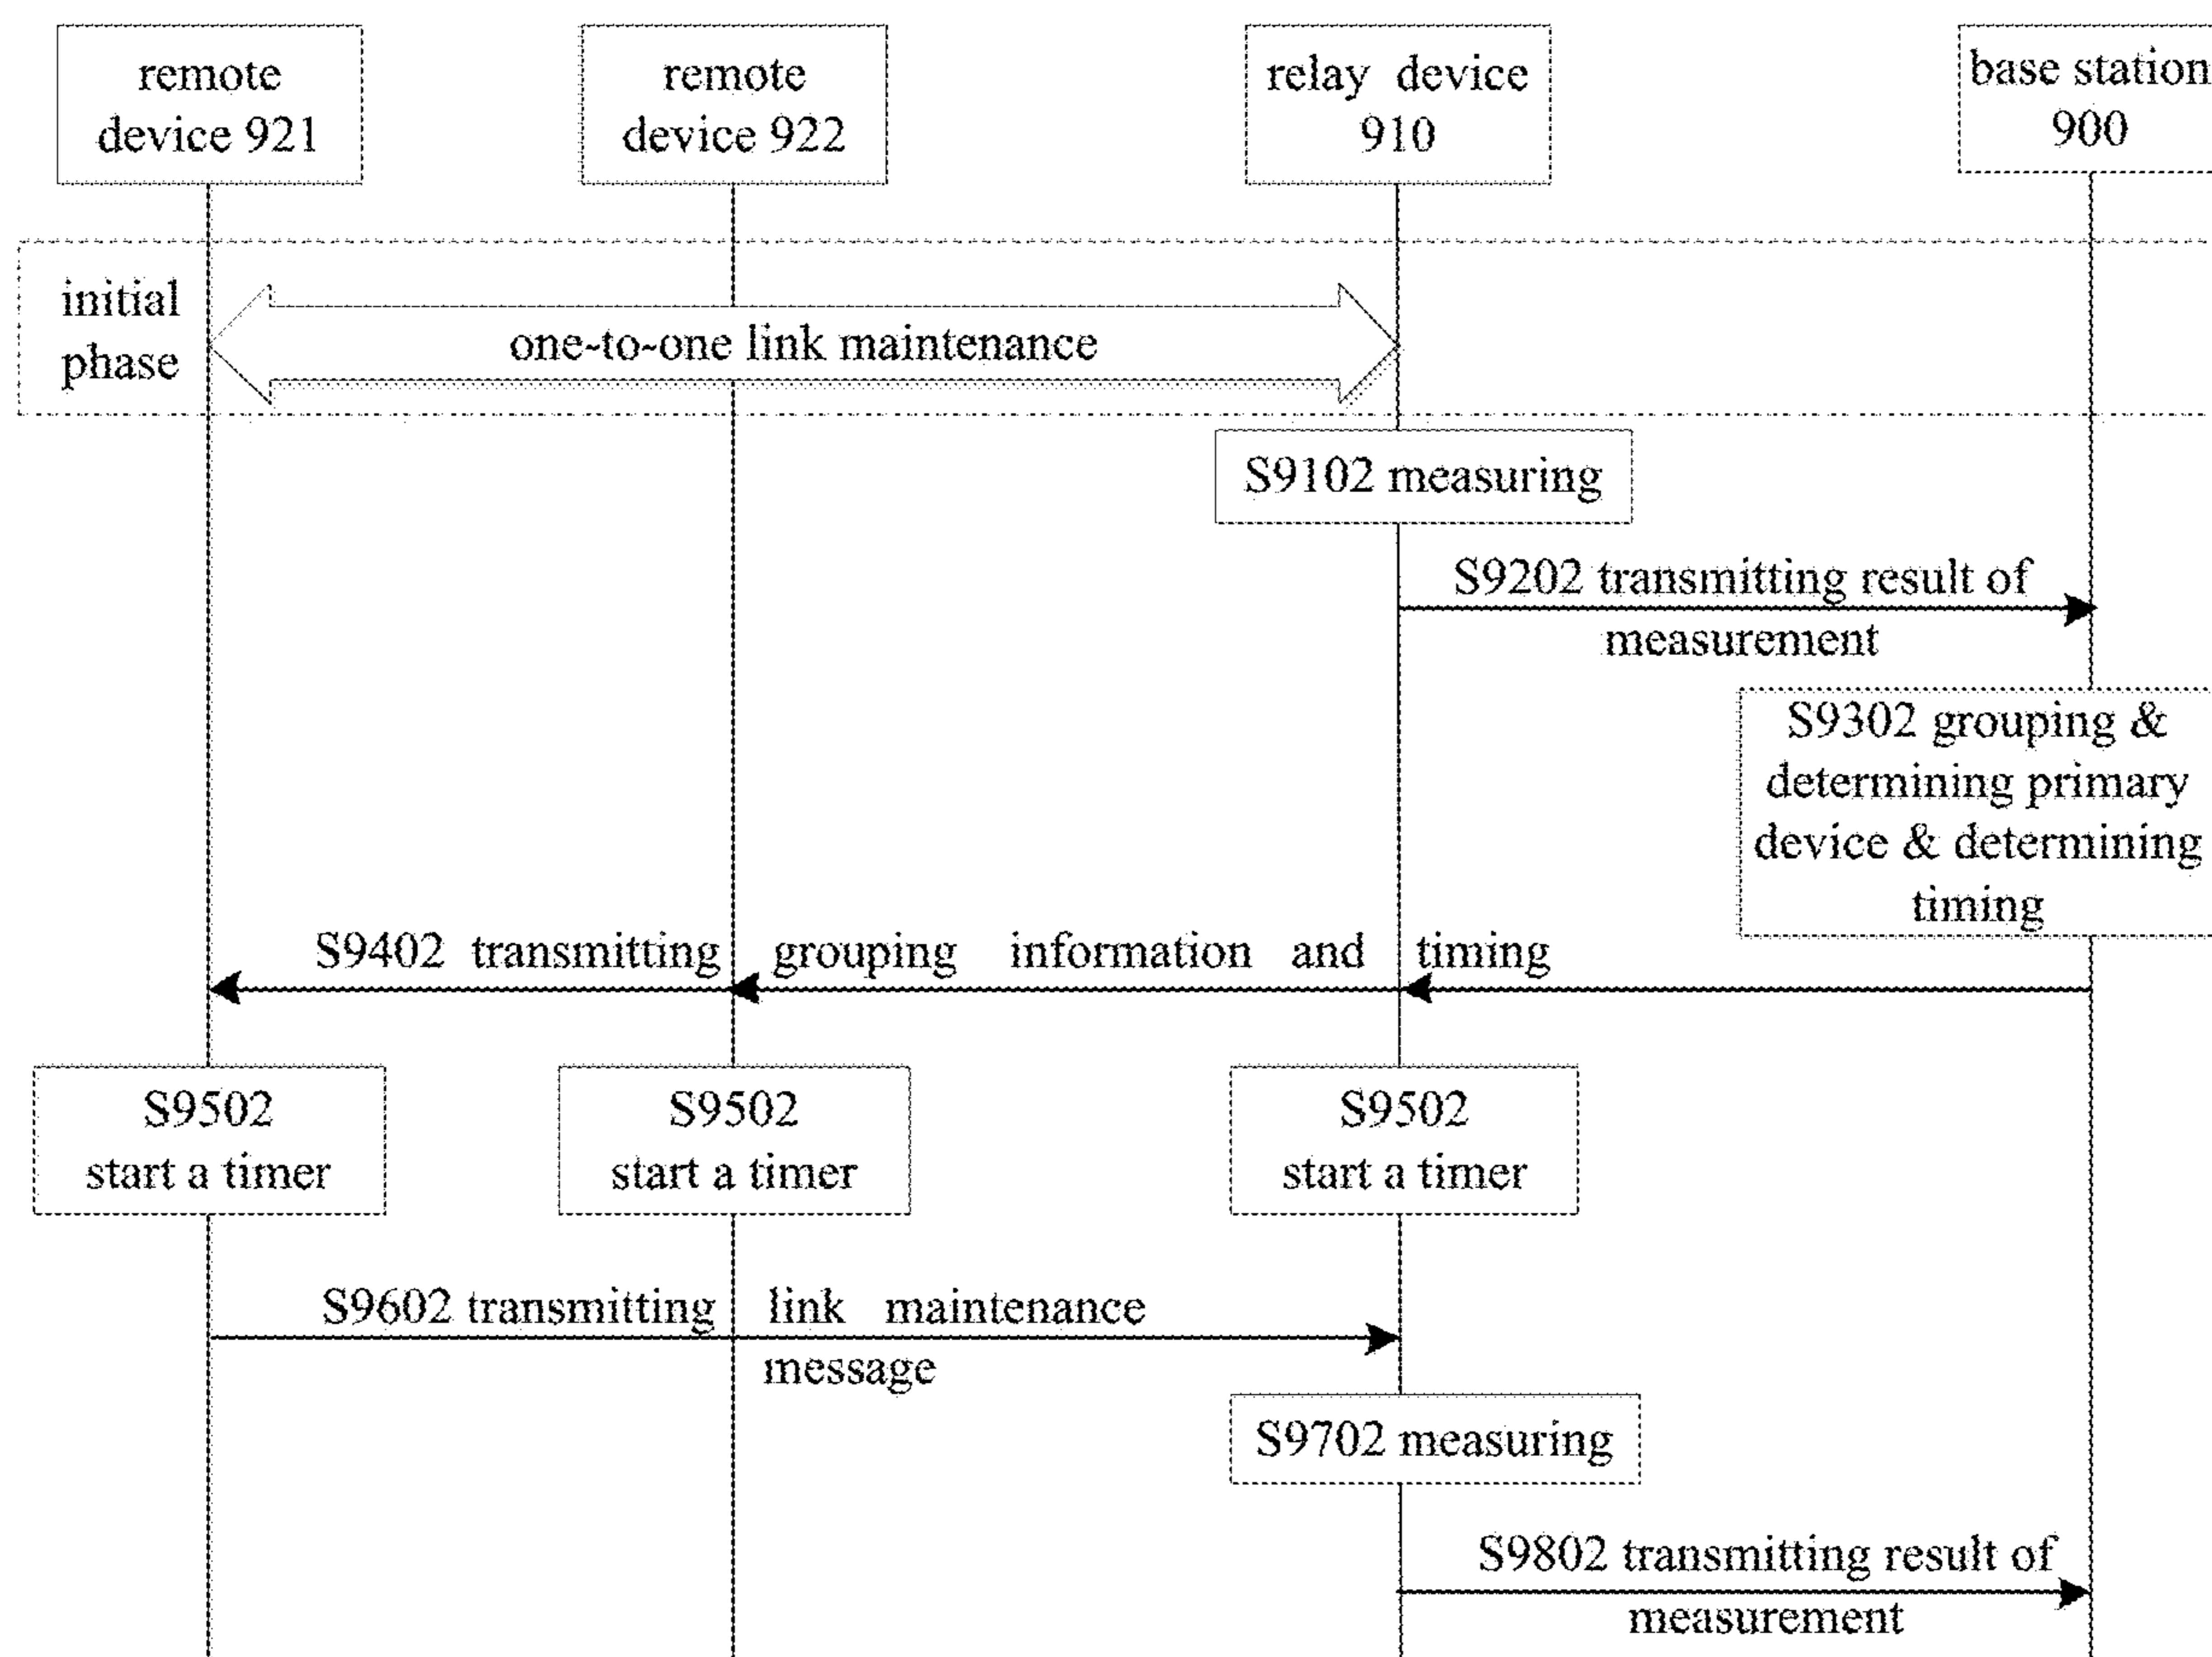 remote
device 921
remote
device 922
relay device
910
base station
900
initial
phase
one-to-one link maintenance
S9102 measuring
S9202 transmitting result of
measurement
S9302 grouping &
determining primary
device & determining
timing
S9402 transmitting grouping information and timing
S9502
start a timer
S9502
start a timer
S9502
start a timer
S9602 transmitting link maintenance
message
S9702 measuring
S9802 transmitting result of
measurement